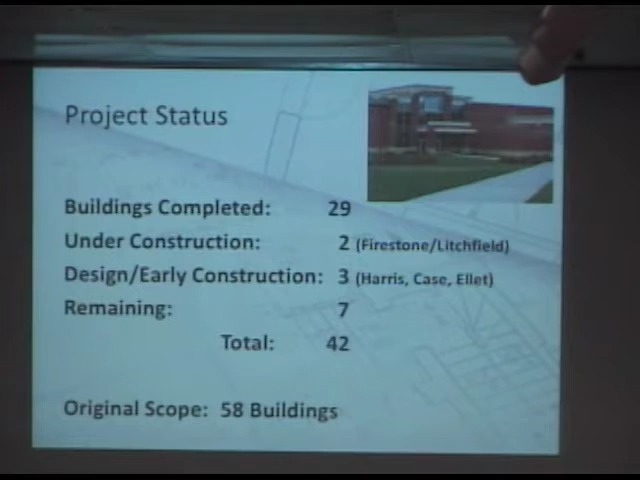 Project Status
Buildings Completed: 29
Under Construction: 2 (Firestone/Litchfield)
Design/Early Construction: 3 (Harris, Case, Ellet)
Remaining: 7
Total: 42
Original Scope: 58 Buildings